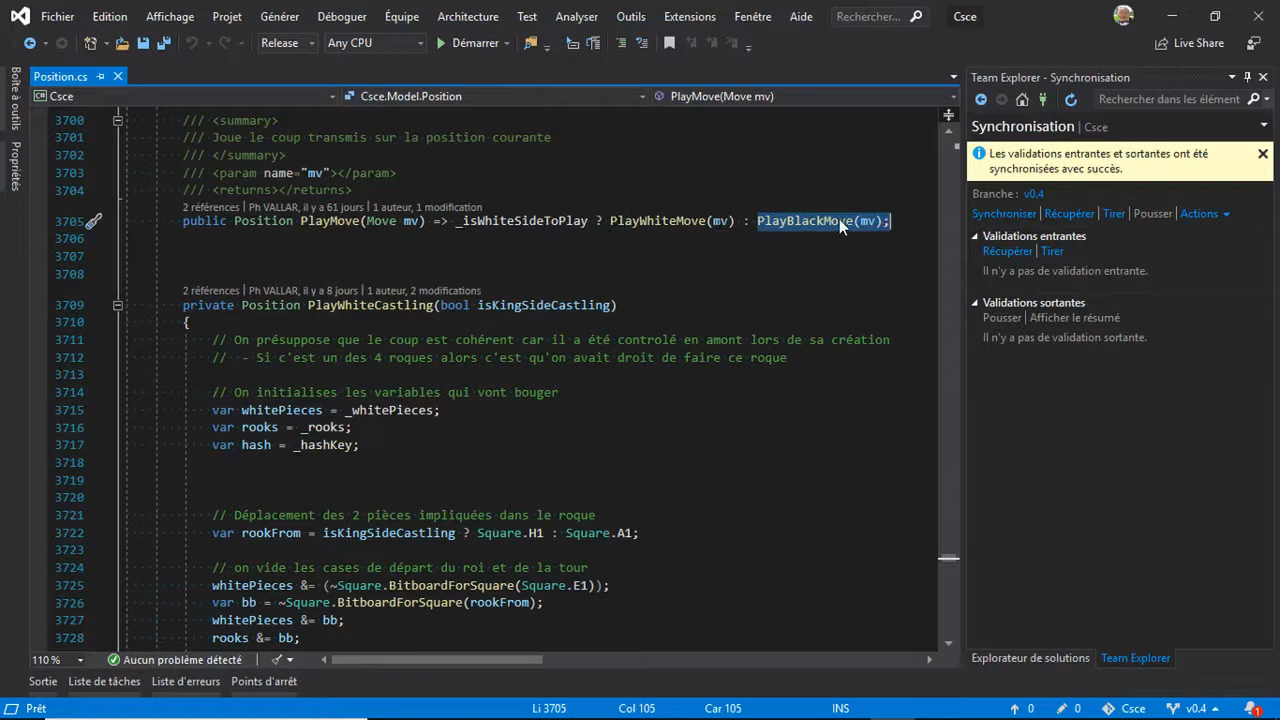 Fichier Edition Affichage Projet Générer Déboguer Équipe Architecture Test Analyser Outils Extensions Fenêtre Aide Rechercher... Csce
Release Any CPU Démarrer Live Share
Boîte à outils
Propriétés
Position.cs
Csce Csce.Model.Position PlayMove(Move mv)
3700 /// <summary>
3701 /// Joue le coup transmis sur la position courante
3702 /// </summary>
3703 /// <param name="mv"></param>
3704 /// <returns></returns>
2 références | Ph VALLAR, il y a 61 jours | 1 auteur, 1 modification
3705 public Position PlayMove(Move mv) => _isWhiteSideToPlay ? PlayWhiteMove(mv) : PlayBlackMove(mv);
3706
3707
3708
2 références | Ph VALLAR, il y a 8 jours | 1 auteur, 2 modifications
3709 private Position PlayWhiteCastling(bool isKingSideCastling)
3710 {
3711 // On présuppose que le coup est cohérent car il a été controlé en amont lors de sa création
3712 // - Si c'est un des 4 roques alors c'est qu'on avait droit de faire ce roque
3713
3714 // On initialises les variables qui vont bouger
3715 var whitePieces = _whitePieces;
3716 var rooks = _rooks;
3717 var hash = _hashKey;
3718
3719
3720
3721 // Déplacement des 2 pièces impliquées dans le roque
3722 var rookFrom = isKingSideCastling ? Square.H1 : Square.A1;
3723
3724 // on vide les cases de départ du roi et de la tour
3725 whitePieces &= (~Square.BitboardForSquare(Square.E1));
3726 var bb = ~Square.BitboardForSquare(rookFrom);
3727 whitePieces &= bb;
3728 rooks &= bb;
110 % Aucun problème détecté
Team Explorer - Synchronisation
Rechercher dans les élément
Synchronisation | Csce
Les validations entrantes et sortantes ont été
synchronisées avec succès.
Branche : v0.4
Synchroniser Récupérer Tirer Pousser Actions
Validations entrantes
Récupérer | Tirer
Il n'y a pas de validation entrante.
Validations sortantes
Pousser | Afficher le résumé
Il n'y a pas de validation sortante.
Explorateur de solutions Team Explorer
Sortie Liste de tâches Liste d'erreurs Points d'arrêt
Prêt Li 3705 Col 105 Car 105 INS 0 0 Csce v0.4 1